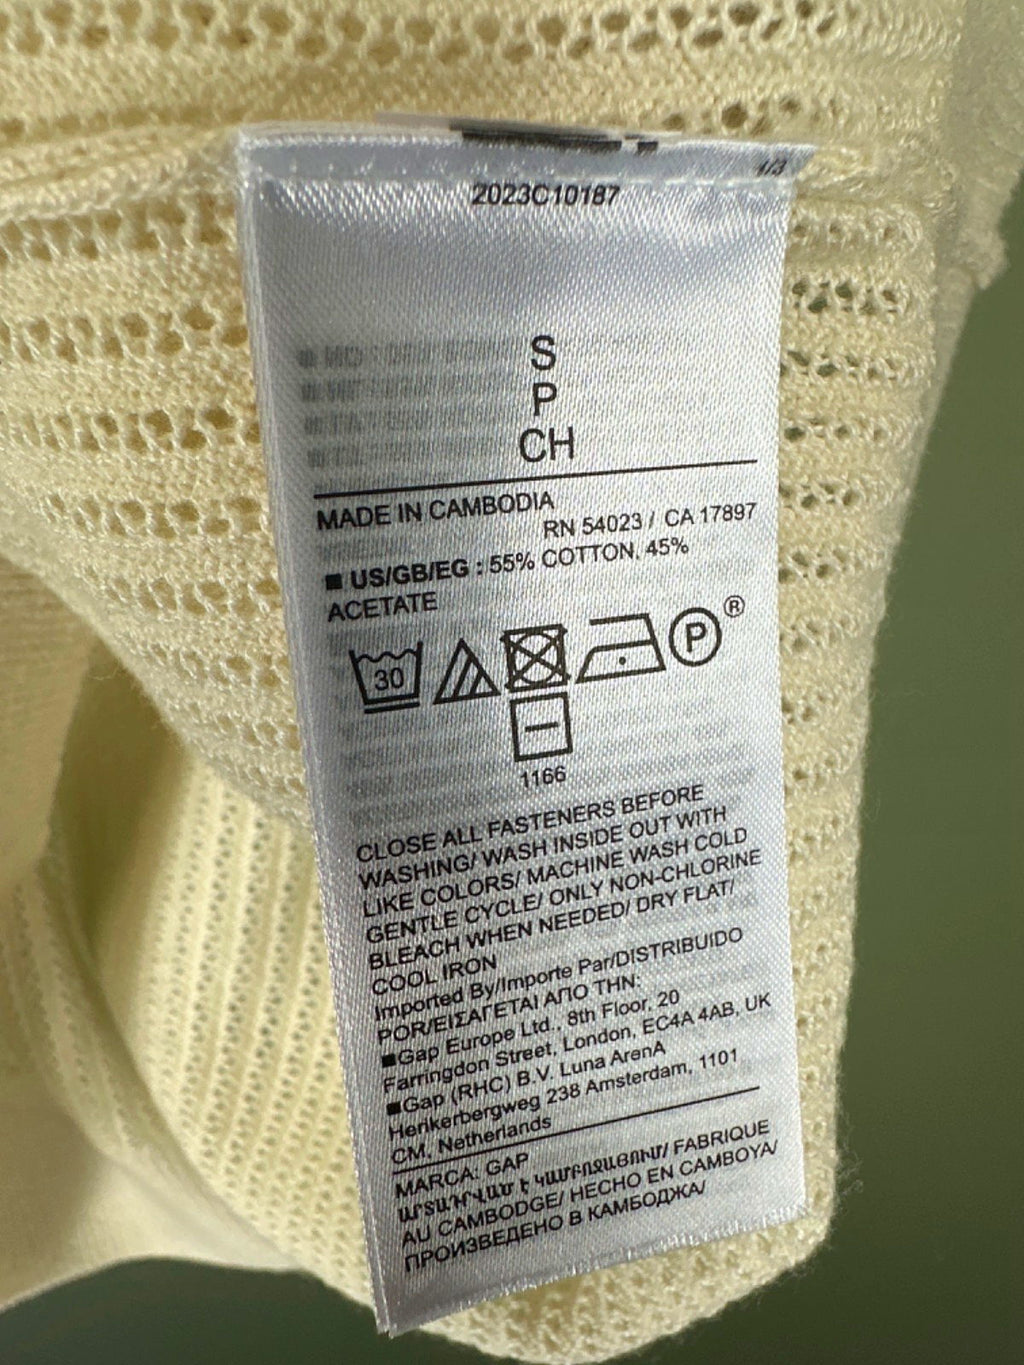 1/3
2023C10187
S
P
CH
MADE IN CAMBODIA
RN 54023 / CA 17897
■ US/GB/EG : 55% COTTON, 45%
ACETATE
30
P ®
1166
CLOSE ALL FASTENERS BEFORE
WASHING/ WASH INSIDE OUT WITH
LIKE COLORS/ MACHINE WASH COLD
GENTLE CYCLE/ ONLY NON-CHLORINE
BLEACH WHEN NEEDED/ DRY FLAT/
COOL IRON
Imported By/Importe Par/DISTRIBUIDO
POR/ΕΙΣΑΓΕΤΑΙ ΑΠΟ ΤΗΝ:
■Gap Europe Ltd., 8th Floor, 20
Farringdon Street, London, EC4A 4AB, UK
■Gap (RHC) B.V. Luna ArenA
Herikerbergweg 238 Amsterdam, 1101
CM, Netherlands
MARCA: GAP
ԱՐՏԱԴՐՎԱԾ Է ԿԱՄԲՈՋԱՅՈՒՄ/ FABRIQUE
AU CAMBODGE/ HECHO EN CAMBOYA/
ПРОИЗВЕДЕНО В КАМБОДЖА/